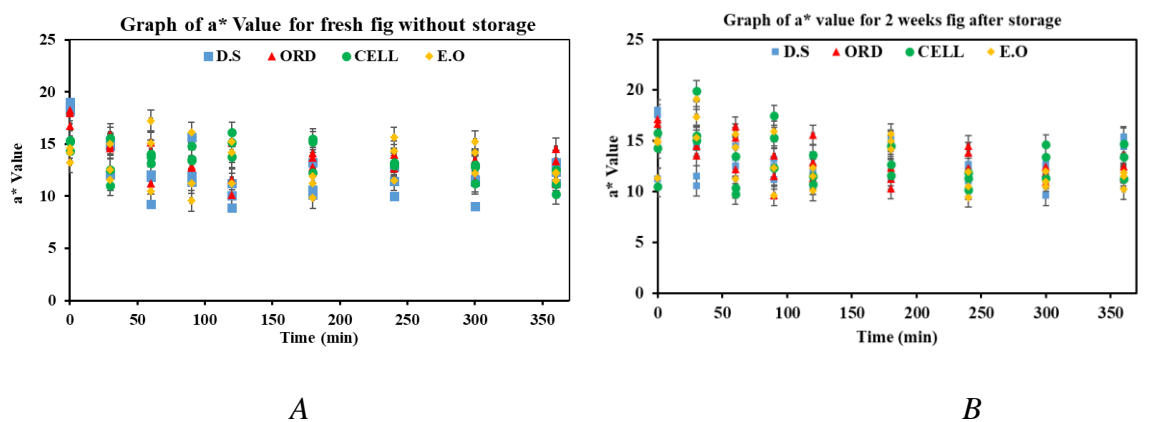 Graph of a* Value for fresh fig without storage
D.S ORD CELL E.O
25
20
15
10
5
0
a* Value
0 50 100 150 200 250 300 350
Time (min)
A
Graph of a* value for 2 weeks fig after storage
D.S ORD CELL E.O
25
20
15
10
5
0
a* Value
0 50 100 150 200 250 300 350
Time (min)
B